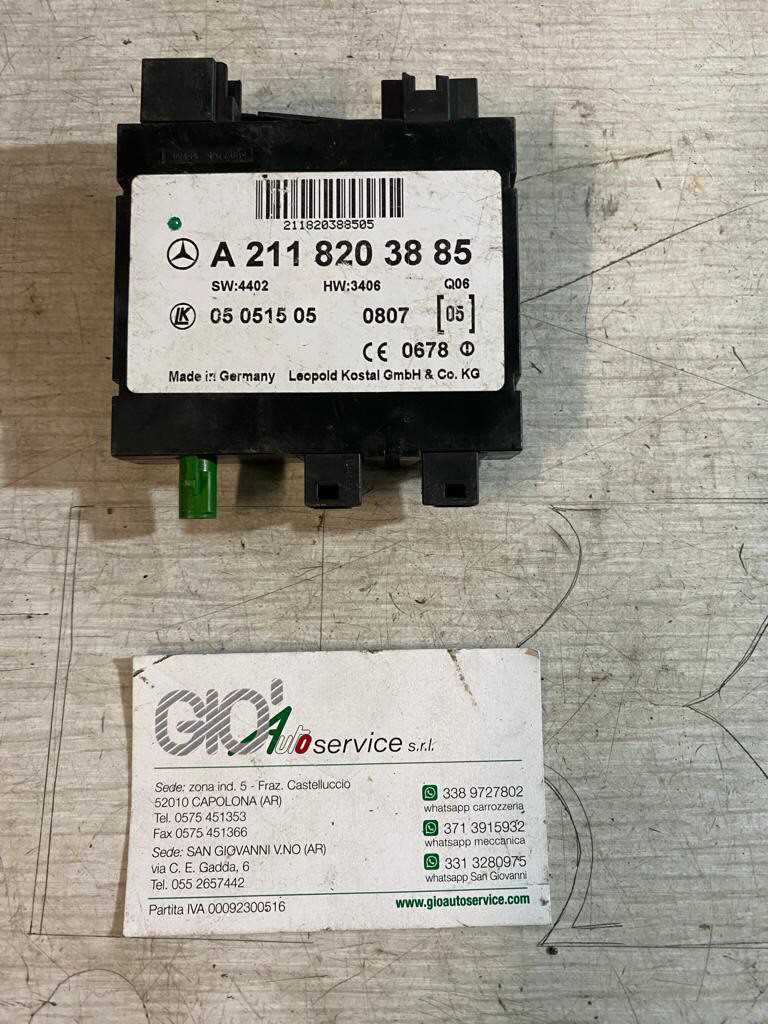 211820388505
A 211 820 38 85
SW:4402 HW:3406 Q06
LK 05 0515 05 0807 [05]
CE 0678
Made in Germany Leopold Kostal GmbH & Co. KG
GIO' Auto service s.r.l.
Sede: zona ind. 5 - Fraz. Castelluccio
52010 CAPOLONA (AR)
Tel. 0575 451353
Fax 0575 451366
Sede: SAN GIOVANNI V.NO (AR)
via C. E. Gadda, 6
Tel. 055 2657442
Partita IVA 00092300516
338 9727802
whatsapp carrozzeria
371 3915932
whatsapp meccanica
331 3280975
whatsapp San Giovanni
www.gioautoservice.com